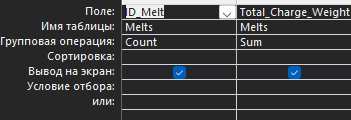 Поле: ID_Melt Total_Charge_Weight
Имя таблицы: Melts Melts
Групповая операция: Count Sum
Сортировка:
Вывод на экран:
Условие отбора:
или: